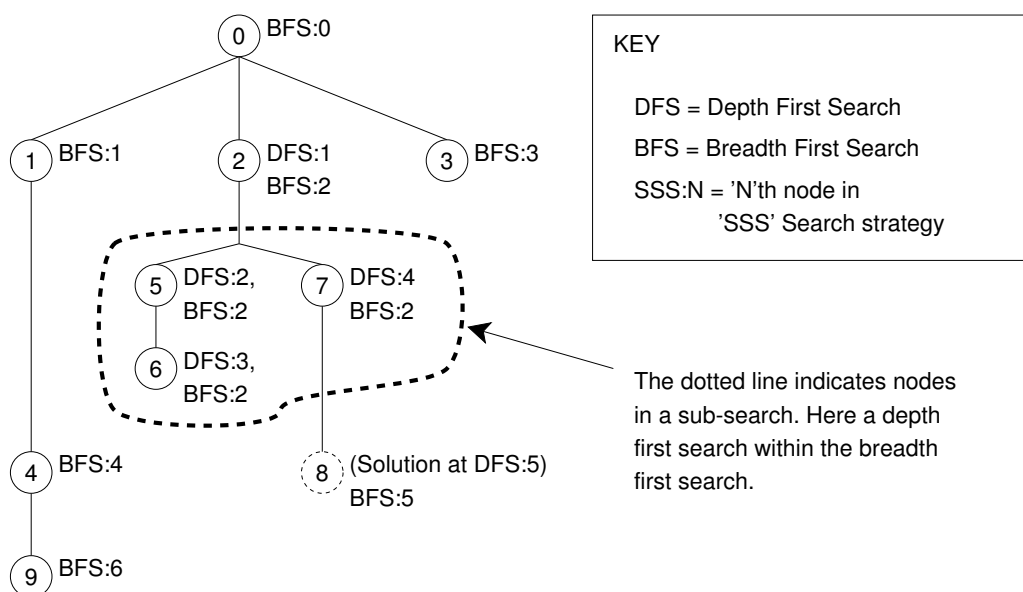 0 BFS:0
1 BFS:1
2 DFS:1
BFS:2
3 BFS:3
5 DFS:2,
BFS:2
7 DFS:4
BFS:2
6 DFS:3,
BFS:2
4 BFS:4
8 (Solution at DFS:5)
BFS:5
9 BFS:6
KEY
DFS = Depth First Search
BFS = Breadth First Search
SSS:N = 'N'th node in
'SSS' Search strategy
The dotted line indicates nodes
in a sub-search. Here a depth
first search within the breadth
first search.